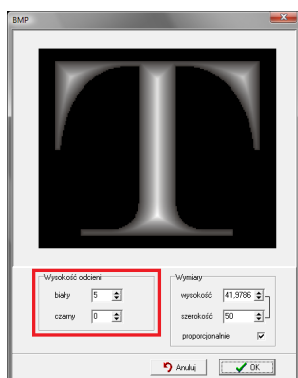 BMP
T
Wysokość odcieni
biały 5
czarny 0
Wymiary
wysokość 41,9786
szerokość 50
proporcjonalnie
Anuluj
OK